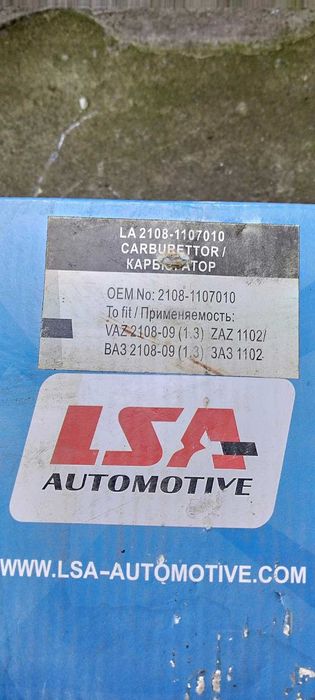 LA 2108-1107010
CARBURETTOR /
КАРБЮРАТОР
OEM No: 2108-1107010
To fit / Применяемость:
VAZ 2108-09 (1.3) ZAZ 1102/
ВАЗ 2108-09 (1.3) ЗАЗ 1102
LSA
AUTOMOTIVE
WWW.LSA-AUTOMOTIVE.COM